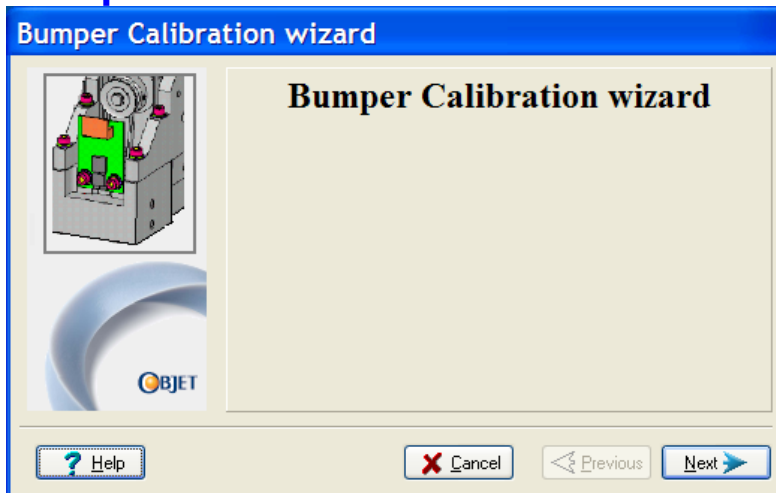 Bumper Calibration wizard
Bumper Calibration wizard
OBJET
? Help
Cancel
Previous
Next